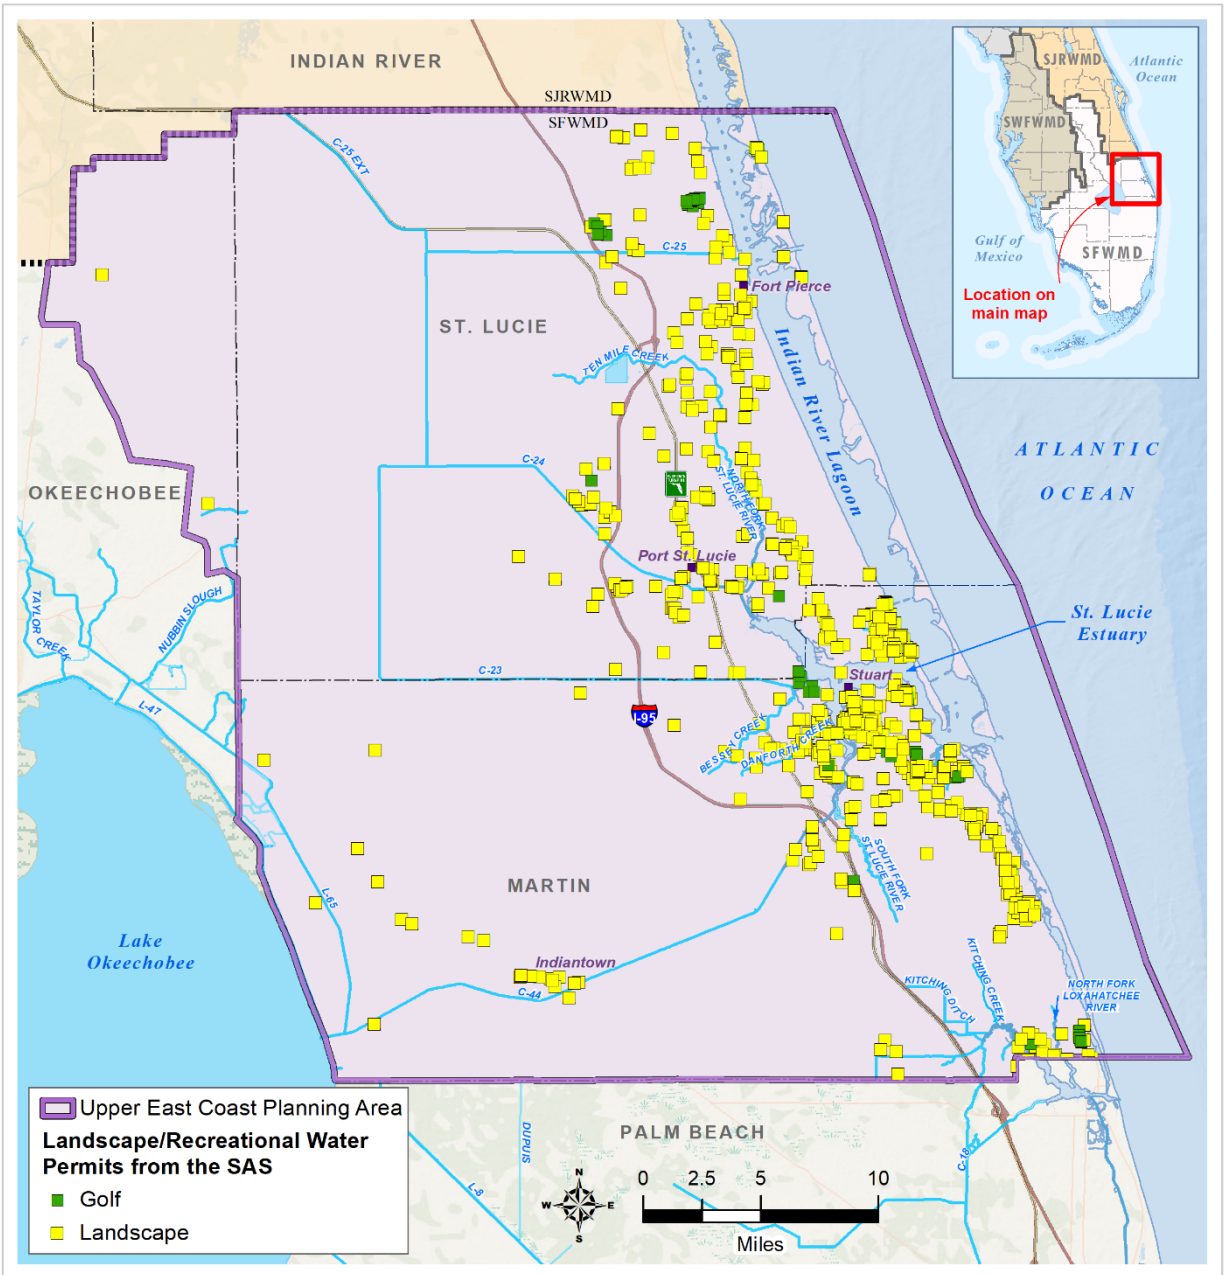 INDIAN RIVER
SJRWMD
SFWMD
C-25 EXT
C-25
Fort Pierce
ST. LUCIE
TEN MILE CREEK
Indian River Lagoon
ATLANTIC
OCEAN
C-24
OKEECHOBEE
NORTH FORK
ST. LUCIE RIVER
Port St. Lucie
TAYLOR CREEK
NUBBIN SLOUGH
St. Lucie
Estuary
C-23
Stuart
L-47
I-95
BESSEY CREEK
DANFORTH CREEK
SOUTH FORK
ST. LUCIE RIVER
MARTIN
L-65
Lake
Okeechobee
Indiantown
C-44
KITCHING CREEK
KITCHING DITCH
NORTH FORK
LOXAHATCHEE
RIVER
PALM BEACH
DUPUIS
L-8
C-18
SJRWMD
Atlantic
Ocean
SWFWMD
Gulf of
Mexico
SFWMD
Location on
main map
Upper East Coast Planning Area
Landscape/Recreational Water
Permits from the SAS
Golf
Landscape
N
W E
S
0 2.5 5 10
Miles